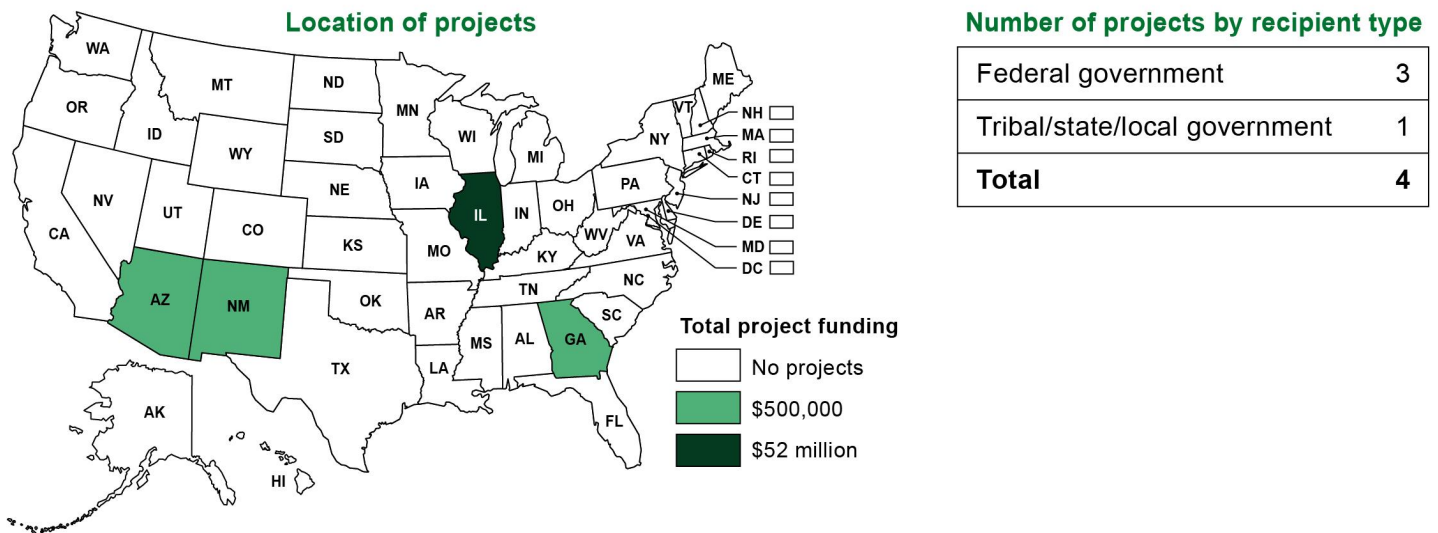 Location of projects
WA
OR
CA
NV
ID
MT
WY
UT
CO
AZ
NM
ND
SD
NE
KS
OK
TX
MN
IA
MO
AR
LA
WI
IL
MI
IN
OH
KY
TN
MS
AL
GA
FL
SC
NC
VA
WV
PA
NY
VT
ME
NH
MA
RI
CT
NJ
DE
MD
DC
AK
HI
Total project funding
No projects
$500,000
$52 million
Number of projects by recipient type
Federal government 3
Tribal/state/local government 1
Total 4